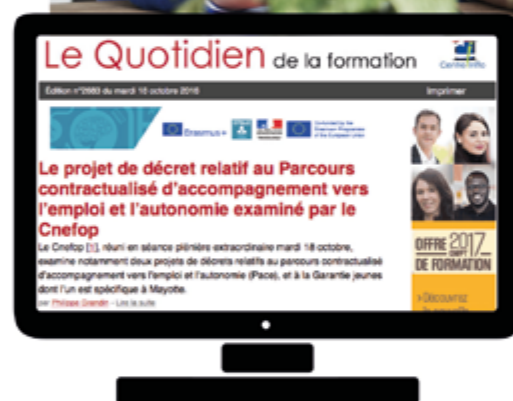 Le Quotidien de la formation
Centre Inffo
Édition n°2683 du mardi 18 octobre 2016
Imprimer
Erasmus+
Le projet de décret relatif au Parcours
contractualisé d'accompagnement vers
l'emploi et l'autonomie examiné par le
Cnefop
Le Cnefop [1], réuni en séance plénière extraordinaire mardi 18 octobre,
examine notamment deux projets de décrets relatifs au parcours contractualisé
d'accompagnement vers l'emploi et l'autonomie (Pace), et à la Garantie jeunes
dont l'un est spécifique à Mayotte.
par Philippe Grandin - Lire la suite
OFFRE 2017
DE FORMATION
> Découvrez